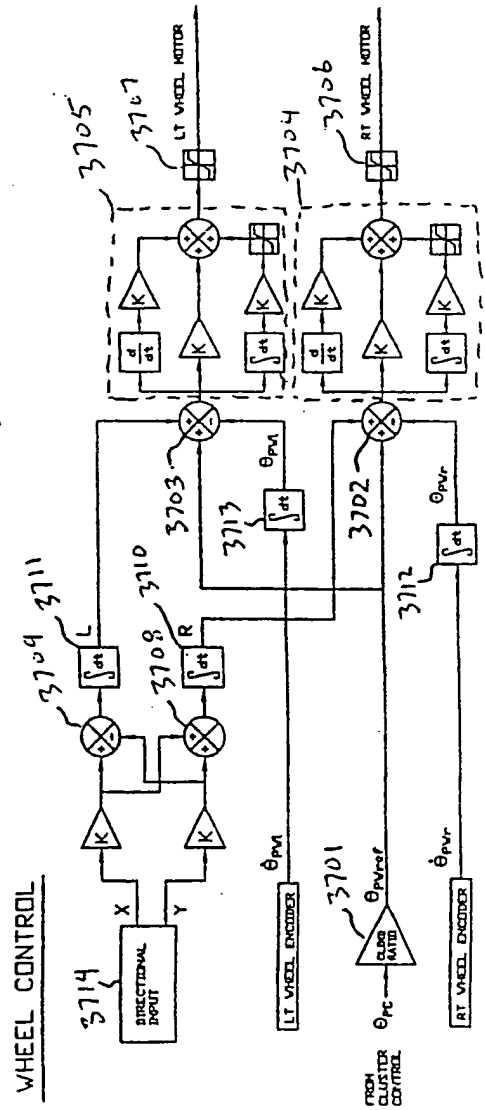 WHEEL CONTROL
3714
DIRECTIONAL INPUT
X
Y
K
K
3709
3711
L
∫dt
+
-
3708
3710
R
∫dt
+
+
LT WHEEL ENCODER
θ̇PVl
3713
∫dt
θPVl
3703
+
+
-
3705
d/dt
K
K
∫dt
K
+
+
+
3707
LT WHEEL MOTOR
FROM CLUSTER CONTROL
θPC
3701
CLIMB RATIO
θPVref
3702
+
+
-
3704
d/dt
K
K
∫dt
K
+
+
+
3706
RT WHEEL MOTOR
RT WHEEL ENCODER
θ̇PVr
3712
∫dt
θPVr